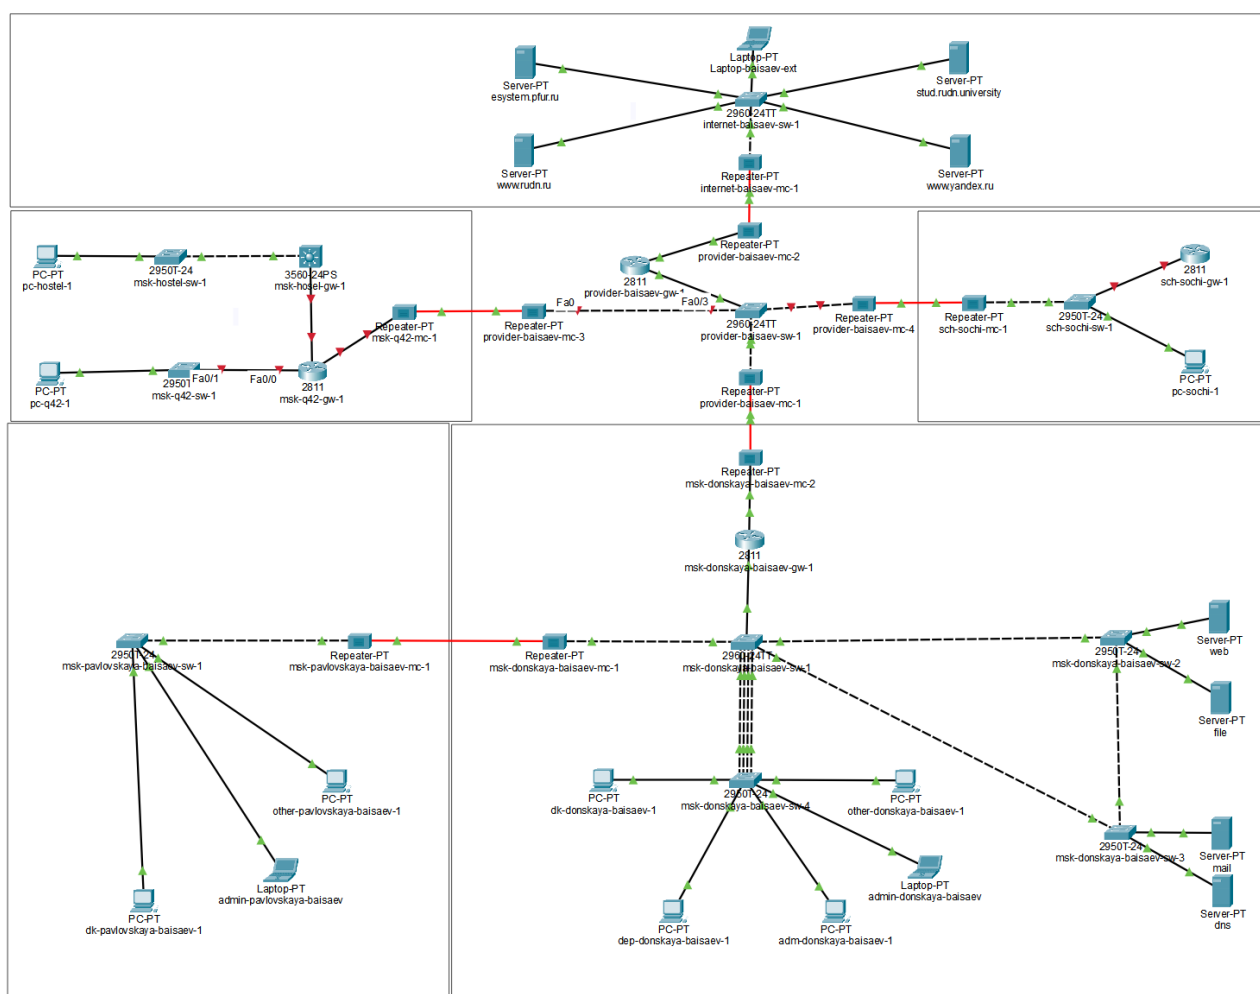 Laptop-PT
Laptop-baisaev-ext
Server-PT
esystem.pfur.ru
Server-PT
stud.rudn.university
2960-24TT
internet-baisaev-sw-1
Server-PT
www.rudn.ru
Repeater-PT
internet-baisaev-mc-1
Server-PT
www.yandex.ru
PC-PT
pc-hostel-1
2950T-24
msk-hostel-sw-1
3560-24PS
msk-hosel-gw-1
Repeater-PT
msk-q42-mc-1
PC-PT
pc-q42-1
2950T
msk-q42-sw-1
Fa0/1
Fa0/0
2811
msk-q42-gw-1
Repeater-PT
provider-baisaev-mc-2
2811
provider-baisaev-gw-1
Fa0
Fa0/3
Repeater-PT
provider-baisaev-mc-3
2960-24TT
provider-baisaev-sw-1
Repeater-PT
provider-baisaev-mc-4
Repeater-PT
provider-baisaev-mc-1
2811
sch-sochi-gw-1
Repeater-PT
sch-sochi-mc-1
2950T-24
sch-sochi-sw-1
PC-PT
pc-sochi-1
Repeater-PT
msk-donskaya-baisaev-mc-2
2811
msk-donskaya-baisaev-gw-1
2950T-24
msk-pavlovskaya-baisaev-sw-1
Repeater-PT
msk-pavlovskaya-baisaev-mc-1
Repeater-PT
msk-donskaya-baisaev-mc-1
2960-24TT
msk-donskaya-baisaev-sw-1
2950T-24
msk-donskaya-baisaev-sw-2
Server-PT
web
Server-PT
file
PC-PT
other-pavlovskaya-baisaev-1
Laptop-PT
admin-pavlovskaya-baisaev
PC-PT
dk-pavlovskaya-baisaev-1
PC-PT
dk-donskaya-baisaev-1
2950T-24
msk-donskaya-baisaev-sw-4
PC-PT
other-donskaya-baisaev-1
Laptop-PT
admin-donskaya-baisaev
PC-PT
dep-donskaya-baisaev-1
PC-PT
adm-donskaya-baisaev-1
2950T-24
msk-donskaya-baisaev-sw-3
Server-PT
mail
Server-PT
dns